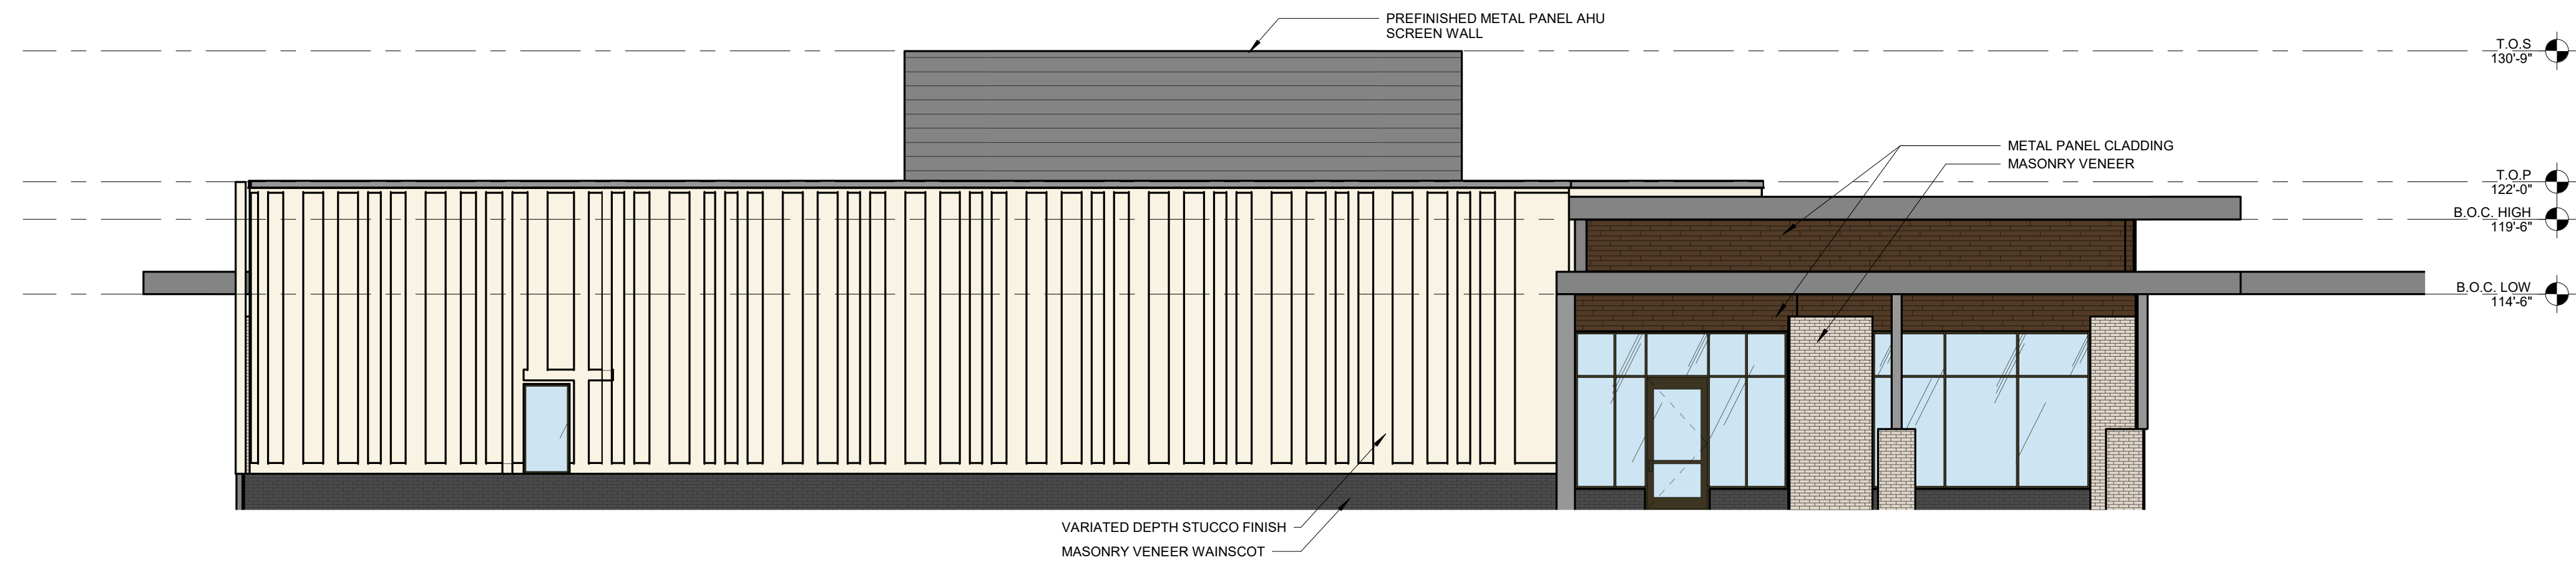 PREFINISHED METAL PANEL AHU
SCREEN WALL
T.O.S
130'-9"
METAL PANEL CLADDING
MASONRY VENEER
T.O.P
122'-0"
B.O.C. HIGH
119'-6"
B.O.C. LOW
114'-6"
VARIATED DEPTH STUCCO FINISH
MASONRY VENEER WAINSCOT